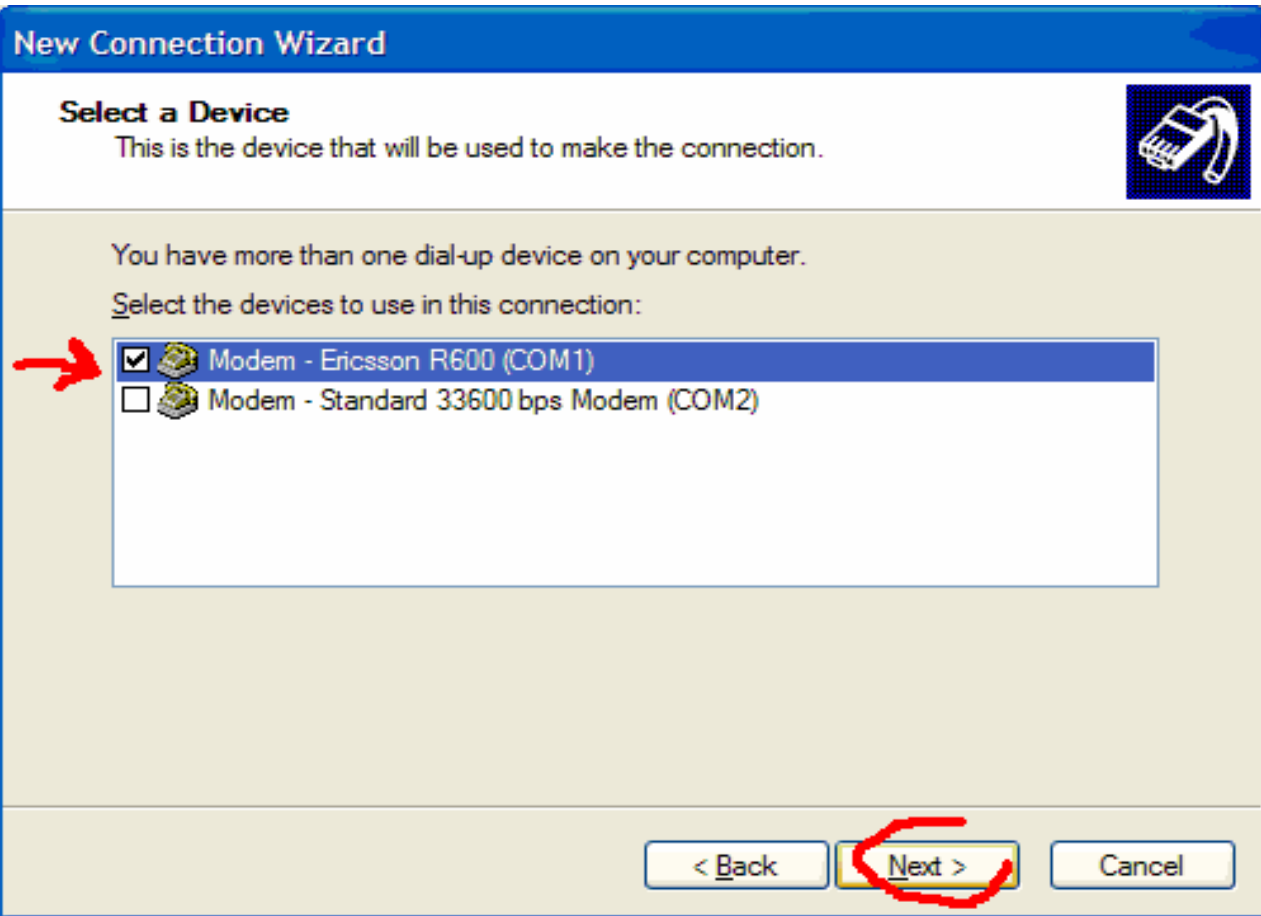 New Connection Wizard
Select a Device
This is the device that will be used to make the connection.
You have more than one dial-up device on your computer.
Select the devices to use in this connection:
Modem - Ericsson R600 (COM1)
Modem - Standard 33600 bps Modem (COM2)
< Back Next > Cancel